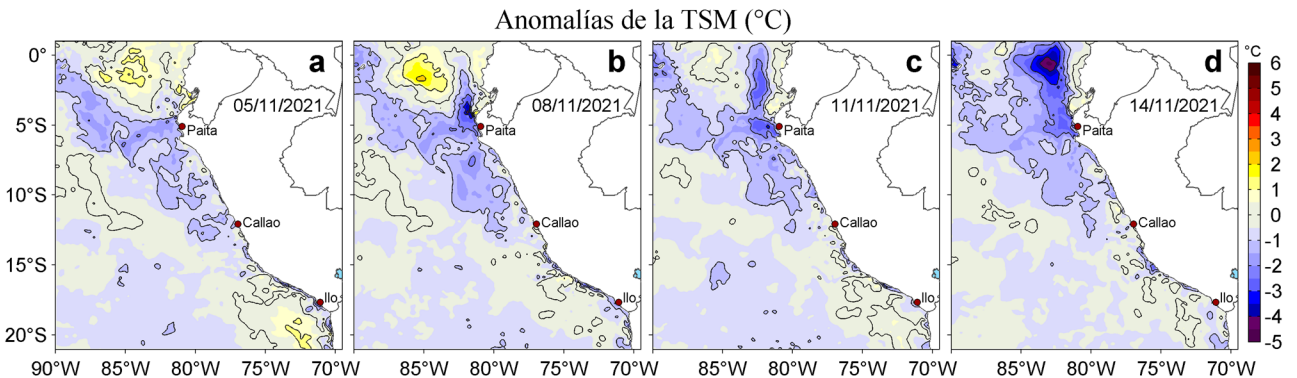 Anomalías de la TSM (°C)
a
05/11/2021
Paita
Callao
Ilo
b
08/11/2021
Paita
Callao
Ilo
c
11/11/2021
Paita
Callao
Ilo
d
14/11/2021
Paita
Callao
Ilo
0°
5°S
10°S
15°S
20°S
90°W 85°W 80°W 75°W 70°W
85°W 80°W 75°W 70°W
85°W 80°W 75°W 70°W
85°W 80°W 75°W 70°W
°C
6
5
4
3
2
1
0
-1
-2
-3
-4
-5